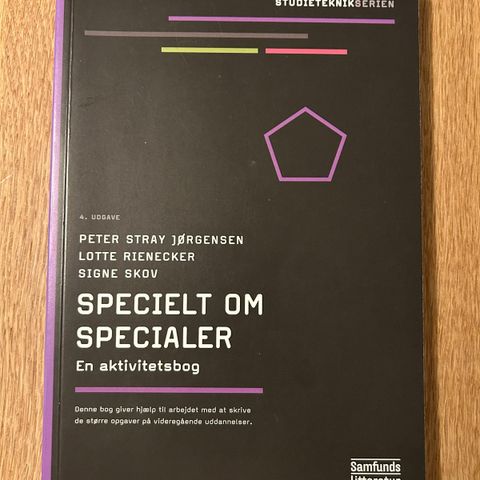 STUDIETEKNIKSERIEN
4. UDGAVE
PETER STRAY JØRGENSEN
LOTTE RIENECKER
SIGNE SKOV
SPECIELT OM
SPECIALER
En aktivitetsbog
Denne bog giver hjælp til arbejdet med at skrive
de større opgaver på videregående uddannelser.
Samfunds
Litteratur